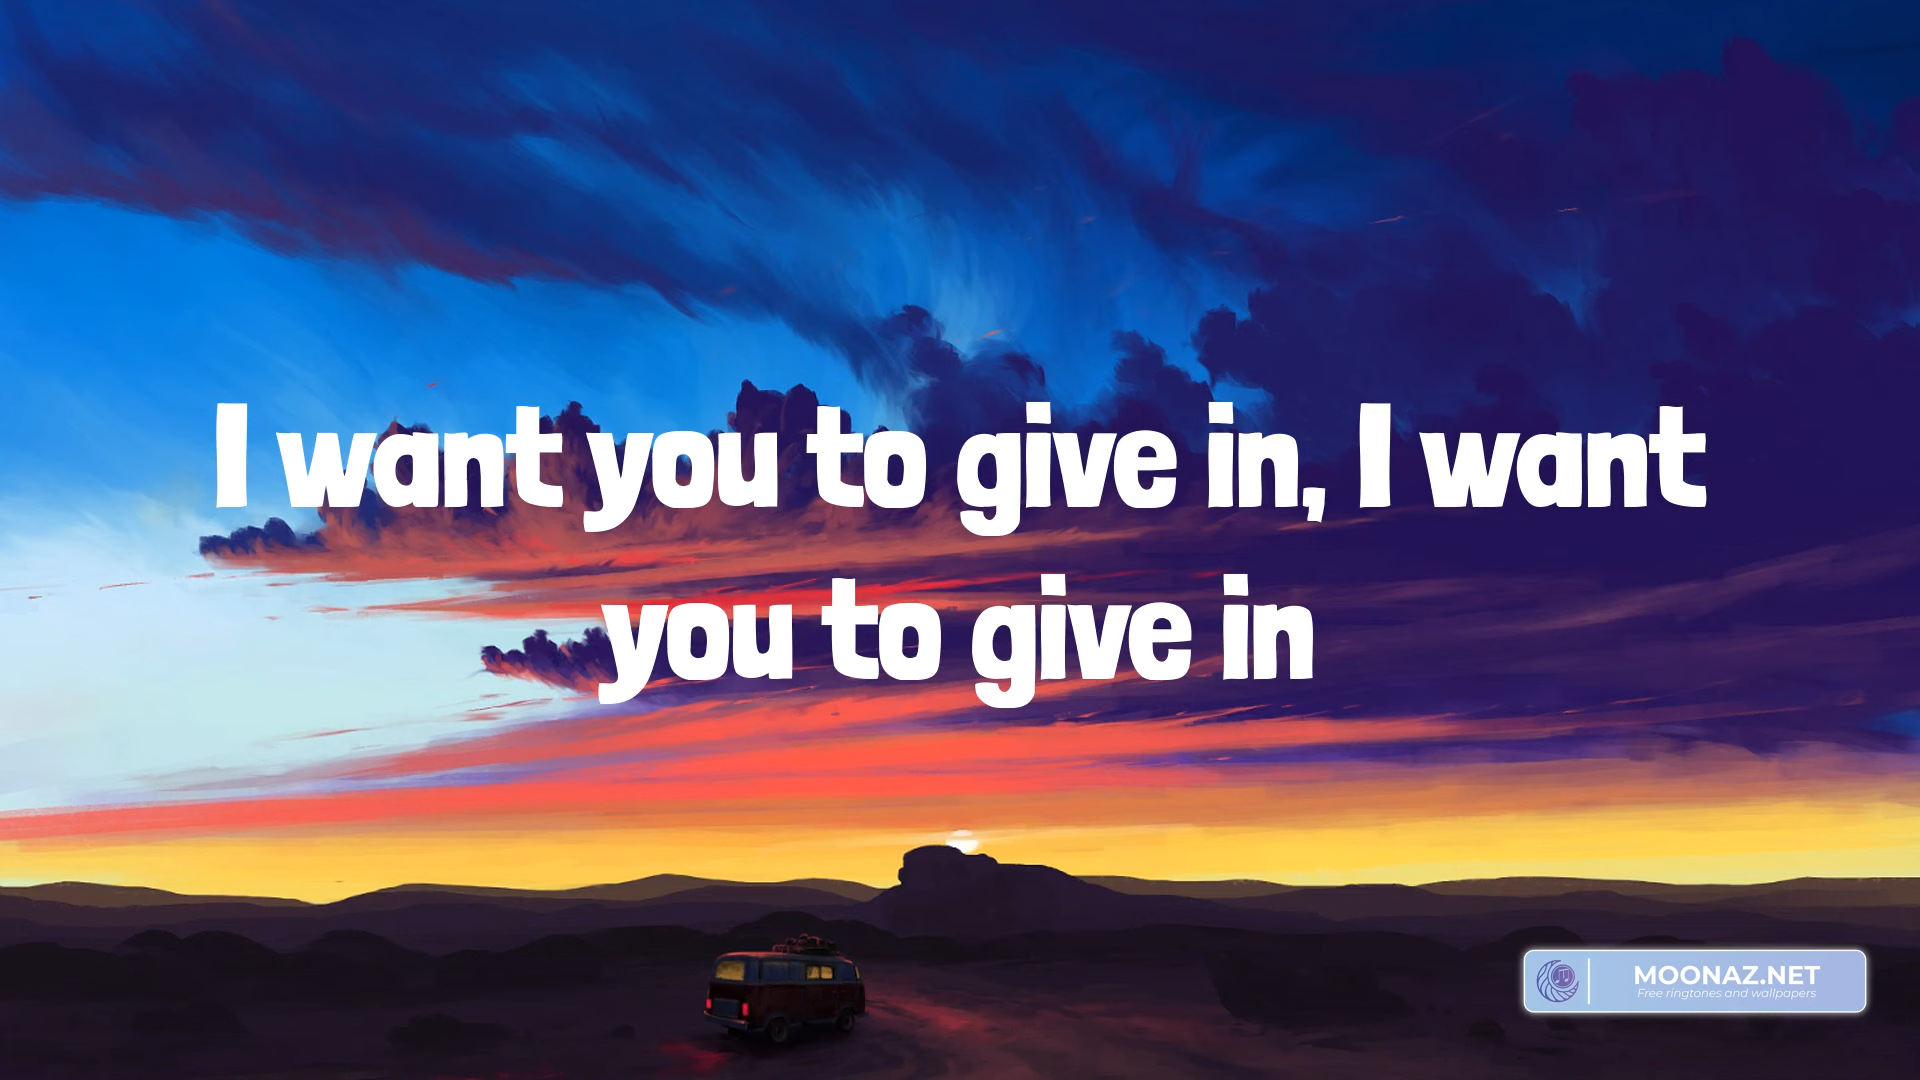 I want you to give in, I want
you to give in
MOONAZ.NET
Free ringtones and wallpapers